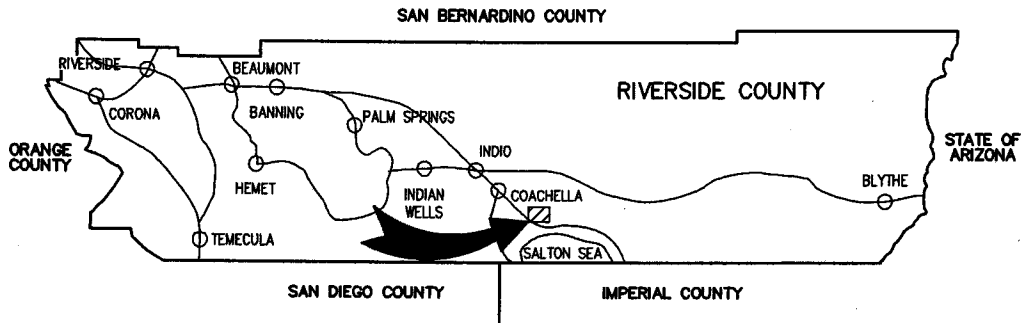 SAN BERNARDINO COUNTY
RIVERSIDE
BEAUMONT
CORONA
BANNING
PALM SPRINGS
RIVERSIDE COUNTY
ORANGE
COUNTY
STATE OF
ARIZONA
HEMET
INDIO
INDIAN
WELLS
COACHELLA
BLYTHE
TEMECULA
SALTON SEA
SAN DIEGO COUNTY
IMPERIAL COUNTY